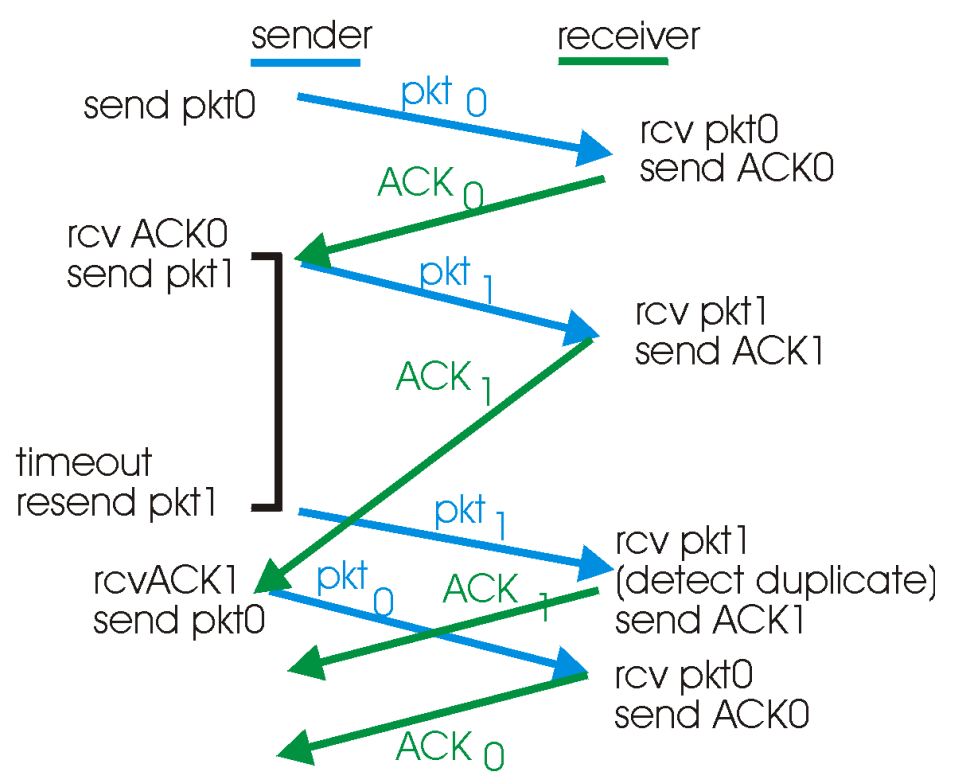 sender
receiver
send pkt0
pkt 0
rcv pkt0
send ACK0
ACK 0
rcv ACK0
send pkt1
pkt 1
rcv pkt1
send ACK1
ACK 1
timeout
resend pkt1
pkt 1
rcv pkt1
(detect duplicate)
send ACK1
rcvACK1
send pkt0
pkt 0
ACK 1
rcv pkt0
send ACK0
ACK 0